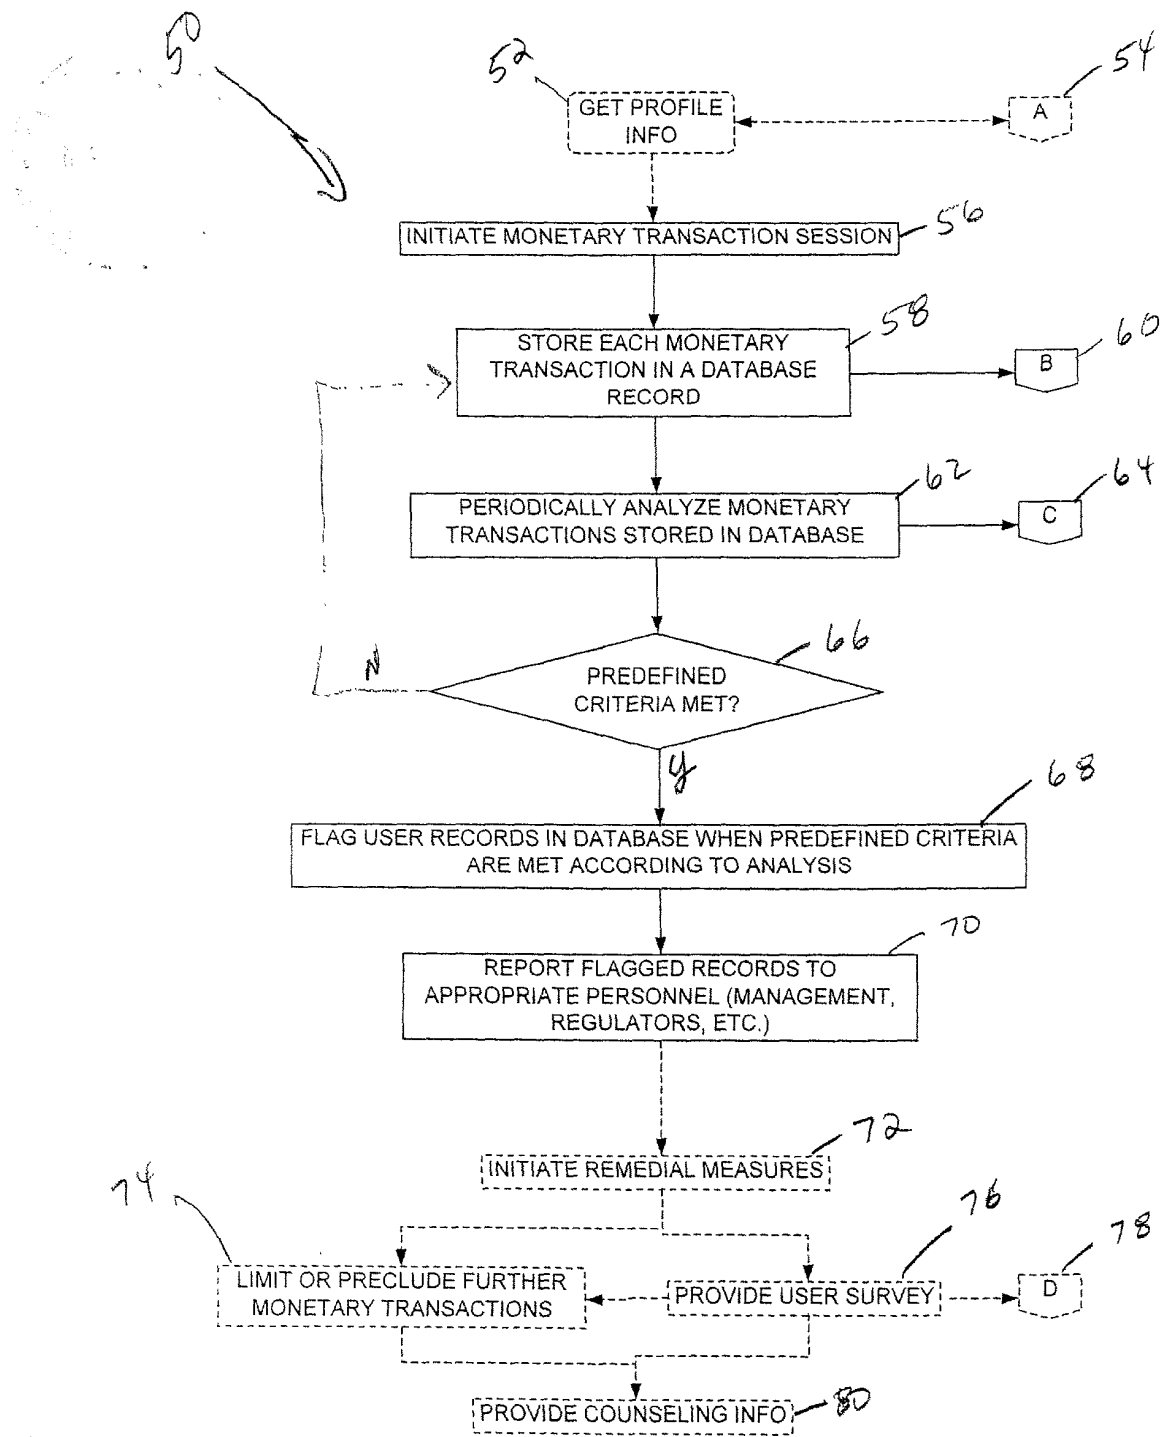 50
52
54
GET PROFILE
INFO
A
INITIATE MONETARY TRANSACTION SESSION
56
58
60
STORE EACH MONETARY
TRANSACTION IN A DATABASE
RECORD
B
62
64
PERIODICALLY ANALYZE MONETARY
TRANSACTIONS STORED IN DATABASE
C
66
N
PREDEFINED
CRITERIA MET?
Y
68
FLAG USER RECORDS IN DATABASE WHEN PREDEFINED CRITERIA
ARE MET ACCORDING TO ANALYSIS
70
REPORT FLAGGED RECORDS TO
APPROPRIATE PERSONNEL (MANAGEMENT,
REGULATORS, ETC.)
72
INITIATE REMEDIAL MEASURES
74
76
78
LIMIT OR PRECLUDE FURTHER
MONETARY TRANSACTIONS
PROVIDE USER SURVEY
D
PROVIDE COUNSELING INFO
80